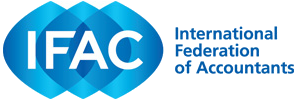 IFAC
International
Federation
of Accountants